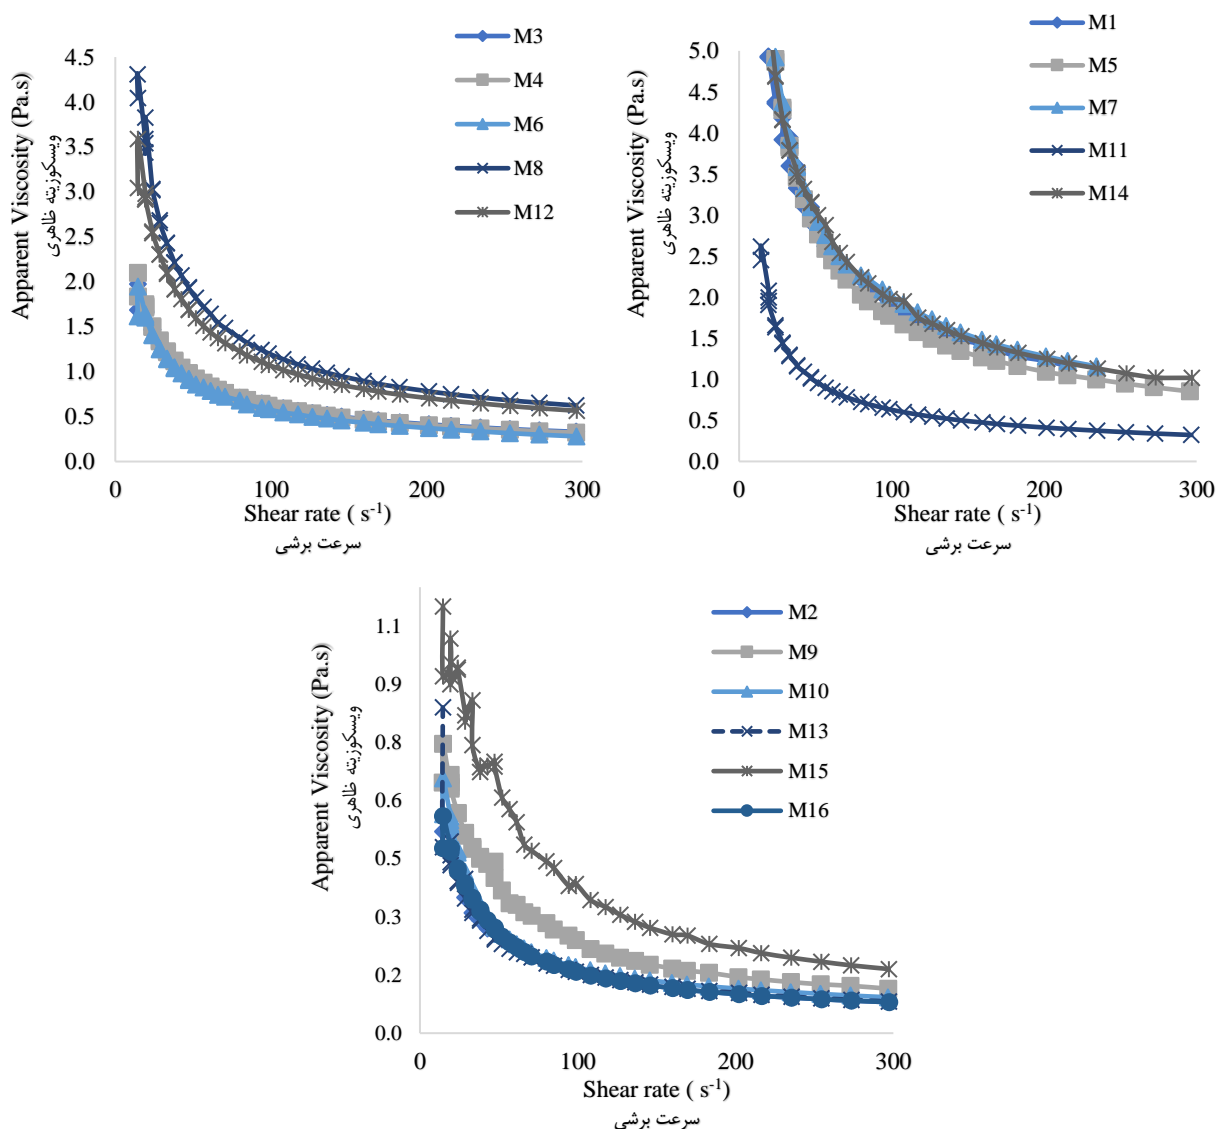 M3
M4
M6
M8
M12
Apparent Viscosity (Pa.s)
ویسکوزیته ظاهری
4.5
4.0
3.5
3.0
2.5
2.0
1.5
1.0
0.5
0.0
0 100 200 300
Shear rate ( s-1)
سرعت برشی
M1
M5
M7
M11
M14
Apparent Viscosity (Pa.s)
ویسکوزیته ظاهری
5.0
4.5
4.0
3.5
3.0
2.5
2.0
1.5
1.0
0.5
0.0
0 100 200 300
Shear rate ( s-1)
سرعت برشی
M2
M9
M10
M13
M15
M16
Apparent Viscosity (Pa.s)
ویسکوزیته ظاهری
1.1
0.9
0.8
0.6
0.5
0.3
0.2
0.0
0 100 200 300
Shear rate ( s-1)
سرعت برشی